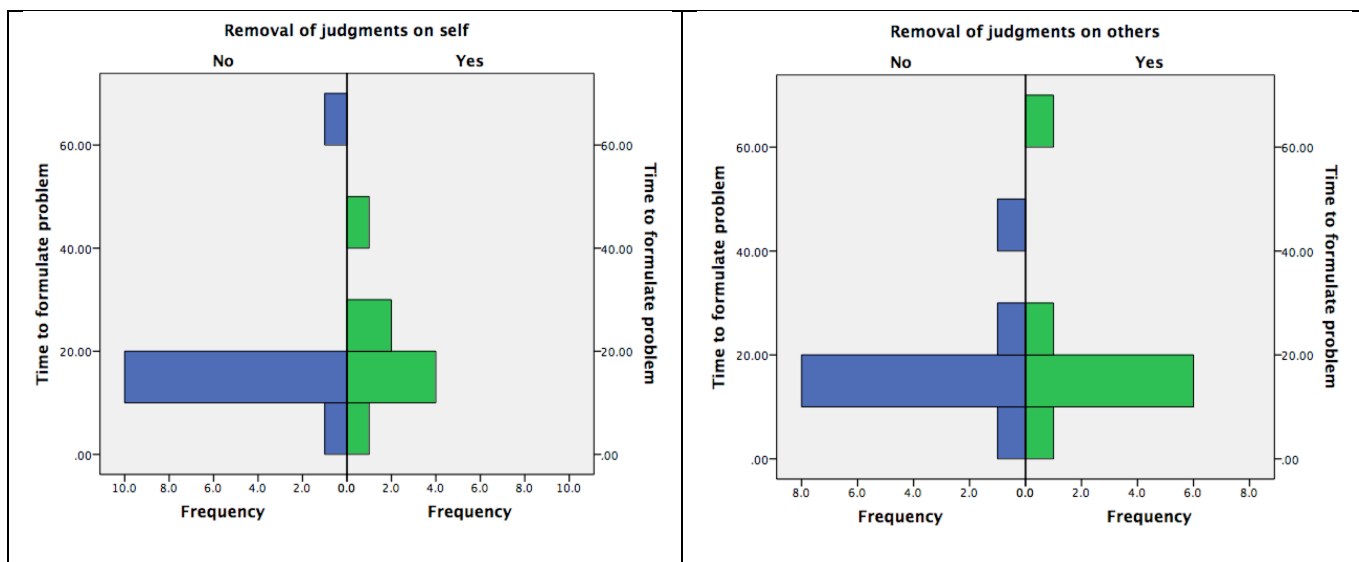 Removal of judgments on self
No Yes
Time to formulate problem
60.00
40.00
20.00
.00
60.00
40.00
20.00
.00
Time to formulate problem
10.0 8.0 6.0 4.0 2.0 0.0 2.0 4.0 6.0 8.0 10.0
Frequency Frequency
Removal of judgments on others
No Yes
Time to formulate problem
60.00
40.00
20.00
.00
60.00
40.00
20.00
.00
Time to formulate problem
8.0 6.0 4.0 2.0 0.0 2.0 4.0 6.0 8.0
Frequency Frequency